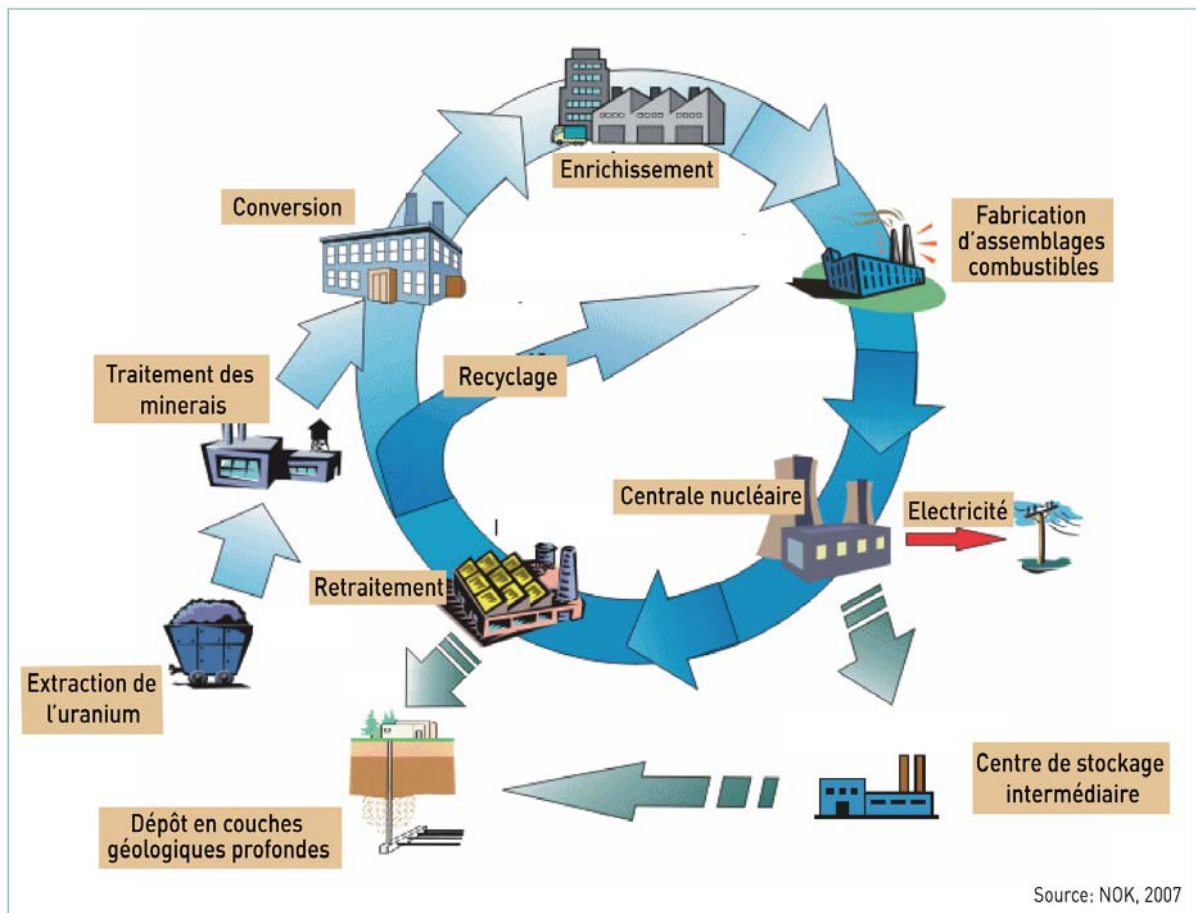 Enrichissement
Conversion
Fabrication
d'assemblages
combustibles
Traitement des
minerais
Recyclage
Centrale nucléaire
Electricité
Retraitement
Extraction de
l'uranium
Centre de stockage
intermédiaire
Dépôt en couches
géologiques profondes
Source: NOK, 2007